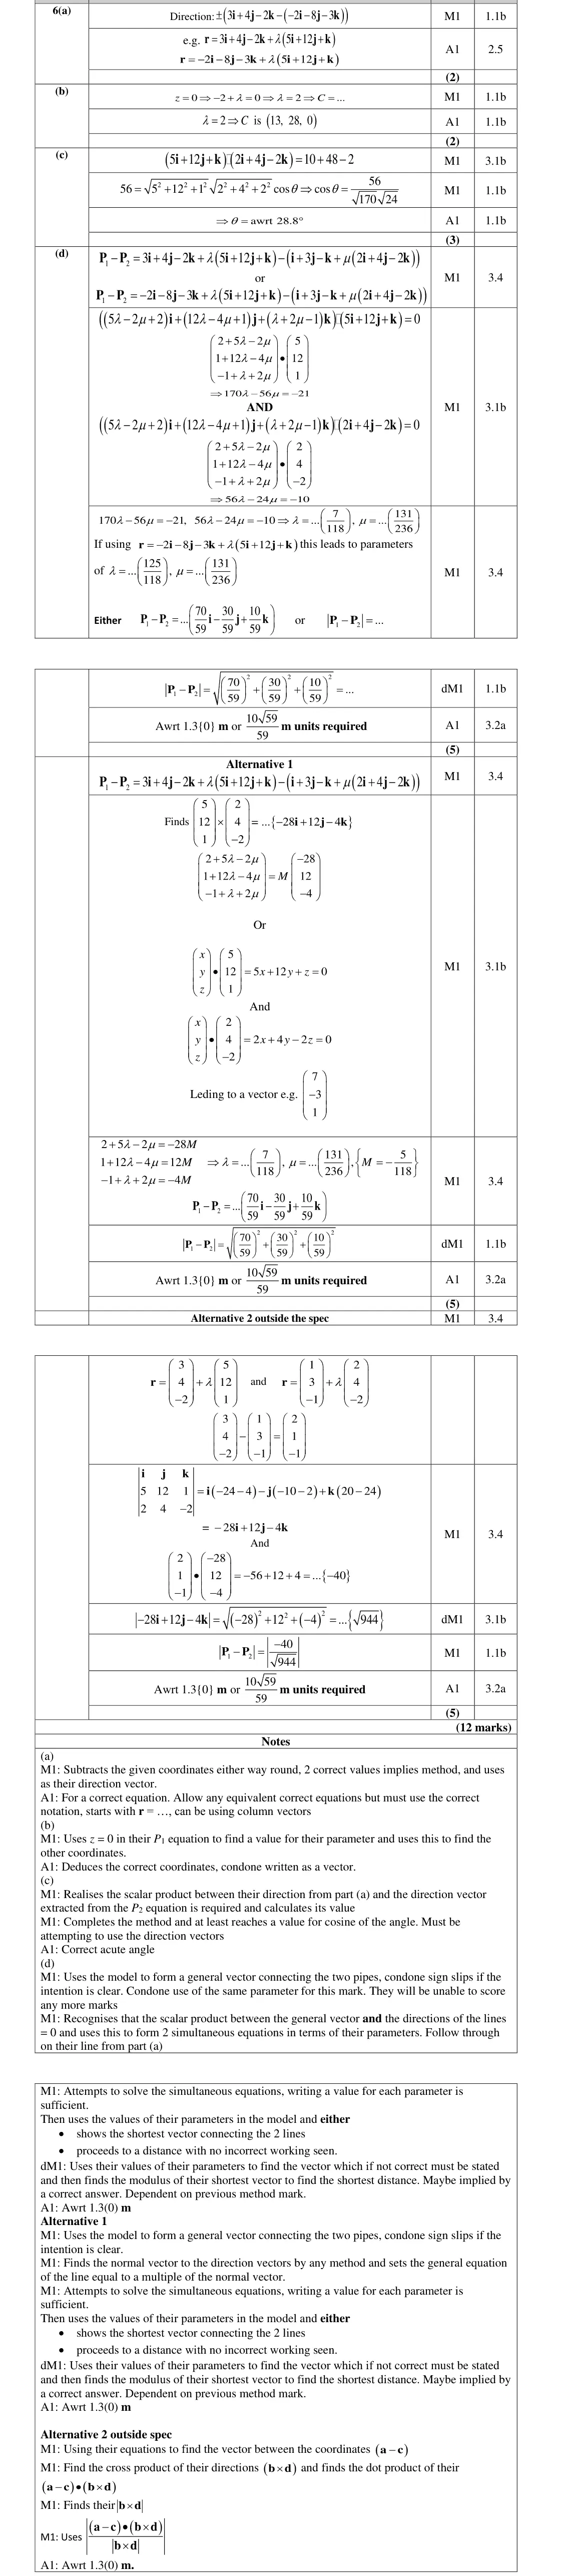 6(a)
Direction: ±(3i+4j−2k−(−2i−8j−3k))
M1 1.1b
e.g. r=3i+4j−2k+λ(5i+12j+k)
r=−2i−8j−3k+λ(5i+12j+k)
A1 2.5
(2)
(b)
z=0⇒−2+λ=0⇒λ=2⇒C=...
M1 1.1b
λ=2⇒C is (13, 28, 0)
A1 1.1b
(2)
(c)
(5i+12j+k)·(2i+4j−2k)=10+48−2
M1 3.1b
56=√(5²+12²+1²) √(2²+4²+2²) cosθ⇒cosθ=56/(√170√24)
M1 1.1b
⇒θ=awrt 28.8°
A1 1.1b
(3)
(d)
P₁−P₂=3i+4j−2k+λ(5i+12j+k)−(i+3j−k+μ(2i+4j−2k))
or
P₁−P₂=−2i−8j−3k+λ(5i+12j+k)−(i+3j−k+μ(2i+4j−2k))
M1 3.4
((5λ−2μ+2)i+(12λ−4μ+1)j+(λ+2μ−1)k)·(5i+12j+k)=0
(2+5λ−2μ, 1+12λ−4μ, −1+λ+2μ)•(5, 12, 1)
⇒170λ−56μ=−21
AND
((5λ−2μ+2)i+(12λ−4μ+1)j+(λ+2μ−1)k)·(2i+4j−2k)=0
(2+5λ−2μ, 1+12λ−4μ, −1+λ+2μ)•(2, 4, −2)
⇒56λ−24μ=−10
M1 3.1b
170λ−56μ=−21, 56λ−24μ=−10⇒λ=...(7/118), μ=...(131/236)
If using r=−2i−8j−3k+λ(5i+12j+k) this leads to parameters
of λ=...(125/118), μ=...(131/236)
Either P₁−P₂=...(70/59 i−30/59 j+10/59 k) or |P₁−P₂|=...
M1 3.4
|P₁−P₂|=√((70/59)²+(30/59)²+(10/59)²)=...
dM1 1.1b
Awrt 1.3{0} m or 10√59/59 m units required
A1 3.2a
(5)
Alternative 1
P₁−P₂=3i+4j−2k+λ(5i+12j+k)−(i+3j−k+μ(2i+4j−2k))
M1 3.4
Finds (5, 12, 1)×(2, 4, −2)=...{−28i+12j−4k}
(2+5λ−2μ, 1+12λ−4μ, −1+λ+2μ)=M(−28, 12, −4)
Or
(x, y, z)•(5, 12, 1)=5x+12y+z=0
And
(x, y, z)•(2, 4, −2)=2x+4y−2z=0
Leding to a vector e.g. (7, −3, 1)
M1 3.1b
2+5λ−2μ=−28M
1+12λ−4μ=12M ⇒λ=...(7/118), μ=...(131/236),{M=−5/118}
−1+λ+2μ=−4M
P₁−P₂=...(70/59 i−30/59 j+10/59 k)
M1 3.4
|P₁−P₂|=√((70/59)²+(30/59)²+(10/59)²)
dM1 1.1b
Awrt 1.3{0} m or 10√59/59 m units required
A1 3.2a
(5)
Alternative 2 outside the spec
M1 3.4
r=(3, 4, −2)+λ(5, 12, 1) and r=(1, 3, −1)+λ(2, 4, −2)
(3, 4, −2)−(1, 3, −1)=(2, 1, −1)
|i j k; 5 12 1; 2 4 −2|=i(−24−4)−j(−10−2)+k(20−24)
= −28i+12j−4k
And
(2, 1, −1)•(−28, 12, −4)=−56+12+4=...{−40}
M1 3.4
|−28i+12j−4k|=√((−28)²+12²+(−4)²)=...{√944}
dM1 3.1b
|P₁−P₂|=|−40/√944|
M1 1.1b
Awrt 1.3{0} m or 10√59/59 m units required
A1 3.2a
(5)
(12 marks)
Notes
(a)
M1: Subtracts the given coordinates either way round, 2 correct values implies method, and uses
as their direction vector.
A1: For a correct equation. Allow any equivalent correct equations but must use the correct
notation, starts with r = …, can be using column vectors
(b)
M1: Uses z = 0 in their P₁ equation to find a value for their parameter and uses this to find the
other coordinates.
A1: Deduces the correct coordinates, condone written as a vector.
(c)
M1: Realises the scalar product between their direction from part (a) and the direction vector
extracted from the P₂ equation is required and calculates its value
M1: Completes the method and at least reaches a value for cosine of the angle. Must be
attempting to use the direction vectors
A1: Correct acute angle
(d)
M1: Uses the model to form a general vector connecting the two pipes, condone sign slips if the
intention is clear. Condone use of the same parameter for this mark. They will be unable to score
any more marks
M1: Recognises that the scalar product between the general vector and the directions of the lines
= 0 and uses this to form 2 simultaneous equations in terms of their parameters. Follow through
on their line from part (a)
M1: Attempts to solve the simultaneous equations, writing a value for each parameter is
sufficient.
Then uses the values of their parameters in the model and either
• shows the shortest vector connecting the 2 lines
• proceeds to a distance with no incorrect working seen.
dM1: Uses their values of their parameters to find the vector which if not correct must be stated
and then finds the modulus of their shortest vector to find the shortest distance. Maybe implied by
a correct answer. Dependent on previous method mark.
A1: Awrt 1.3(0) m
Alternative 1
M1: Uses the model to form a general vector connecting the two pipes, condone sign slips if the
intention is clear.
M1: Finds the normal vector to the direction vectors by any method and sets the general equation
of the line equal to a multiple of the normal vector.
M1: Attempts to solve the simultaneous equations, writing a value for each parameter is
sufficient.
Then uses the values of their parameters in the model and either
• shows the shortest vector connecting the 2 lines
• proceeds to a distance with no incorrect working seen.
dM1: Uses their values of their parameters to find the vector which if not correct must be stated
and then finds the modulus of their shortest vector to find the shortest distance. Maybe implied by
a correct answer. Dependent on previous method mark.
A1: Awrt 1.3(0) m
Alternative 2 outside spec
M1: Using their equations to find the vector between the coordinates (a−c)
M1: Find the cross product of their directions (b×d) and finds the dot product of their
(a−c)•(b×d)
M1: Finds their |b×d|
M1: Uses |(a−c)•(b×d)/|b×d||
A1: Awrt 1.3(0) m.